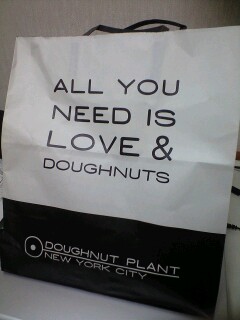 ALL YOU
NEED IS
LOVE &
DOUGHNUTS
DOUGHNUT PLANT
NEW YORK CITY